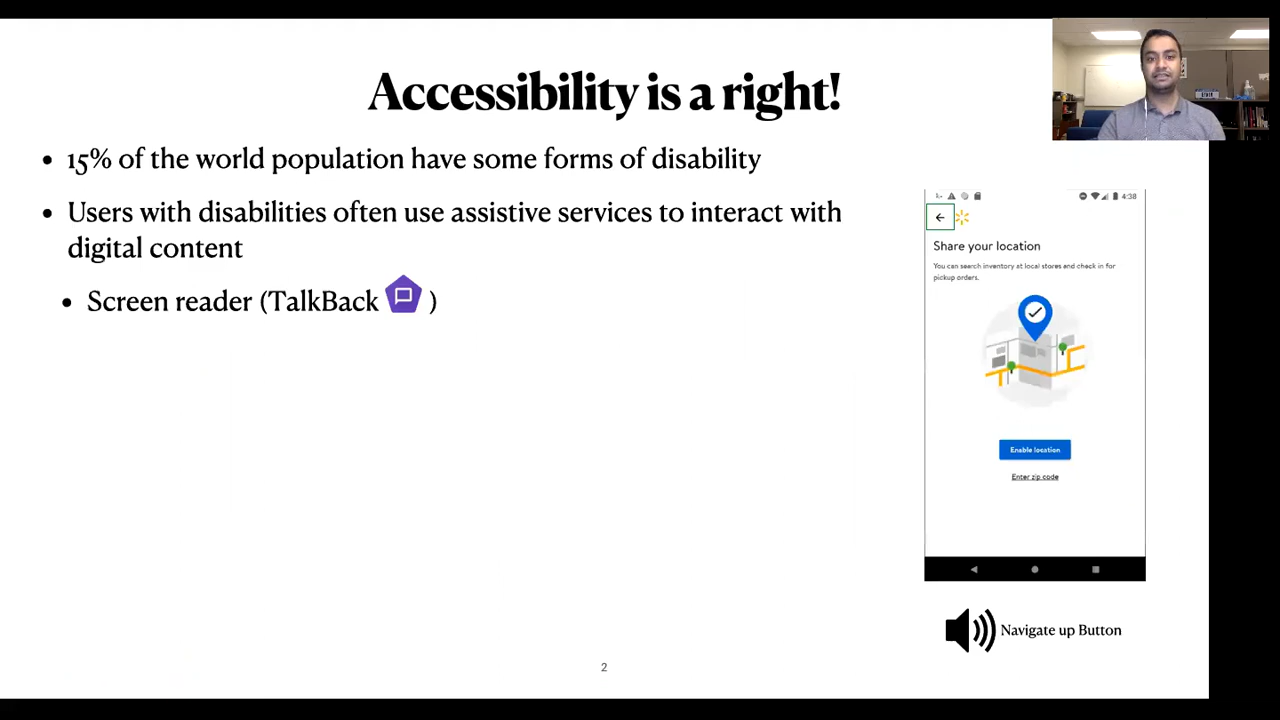 Accessibility is a right!
• 15% of the world population have some forms of disability
• Users with disabilities often use assistive services to interact with
digital content
• Screen reader (TalkBack )
4:38
Share your location
You can search inventory at local stores and check in for
pickup orders.
Enable location
Enter zip code
Navigate up Button
2